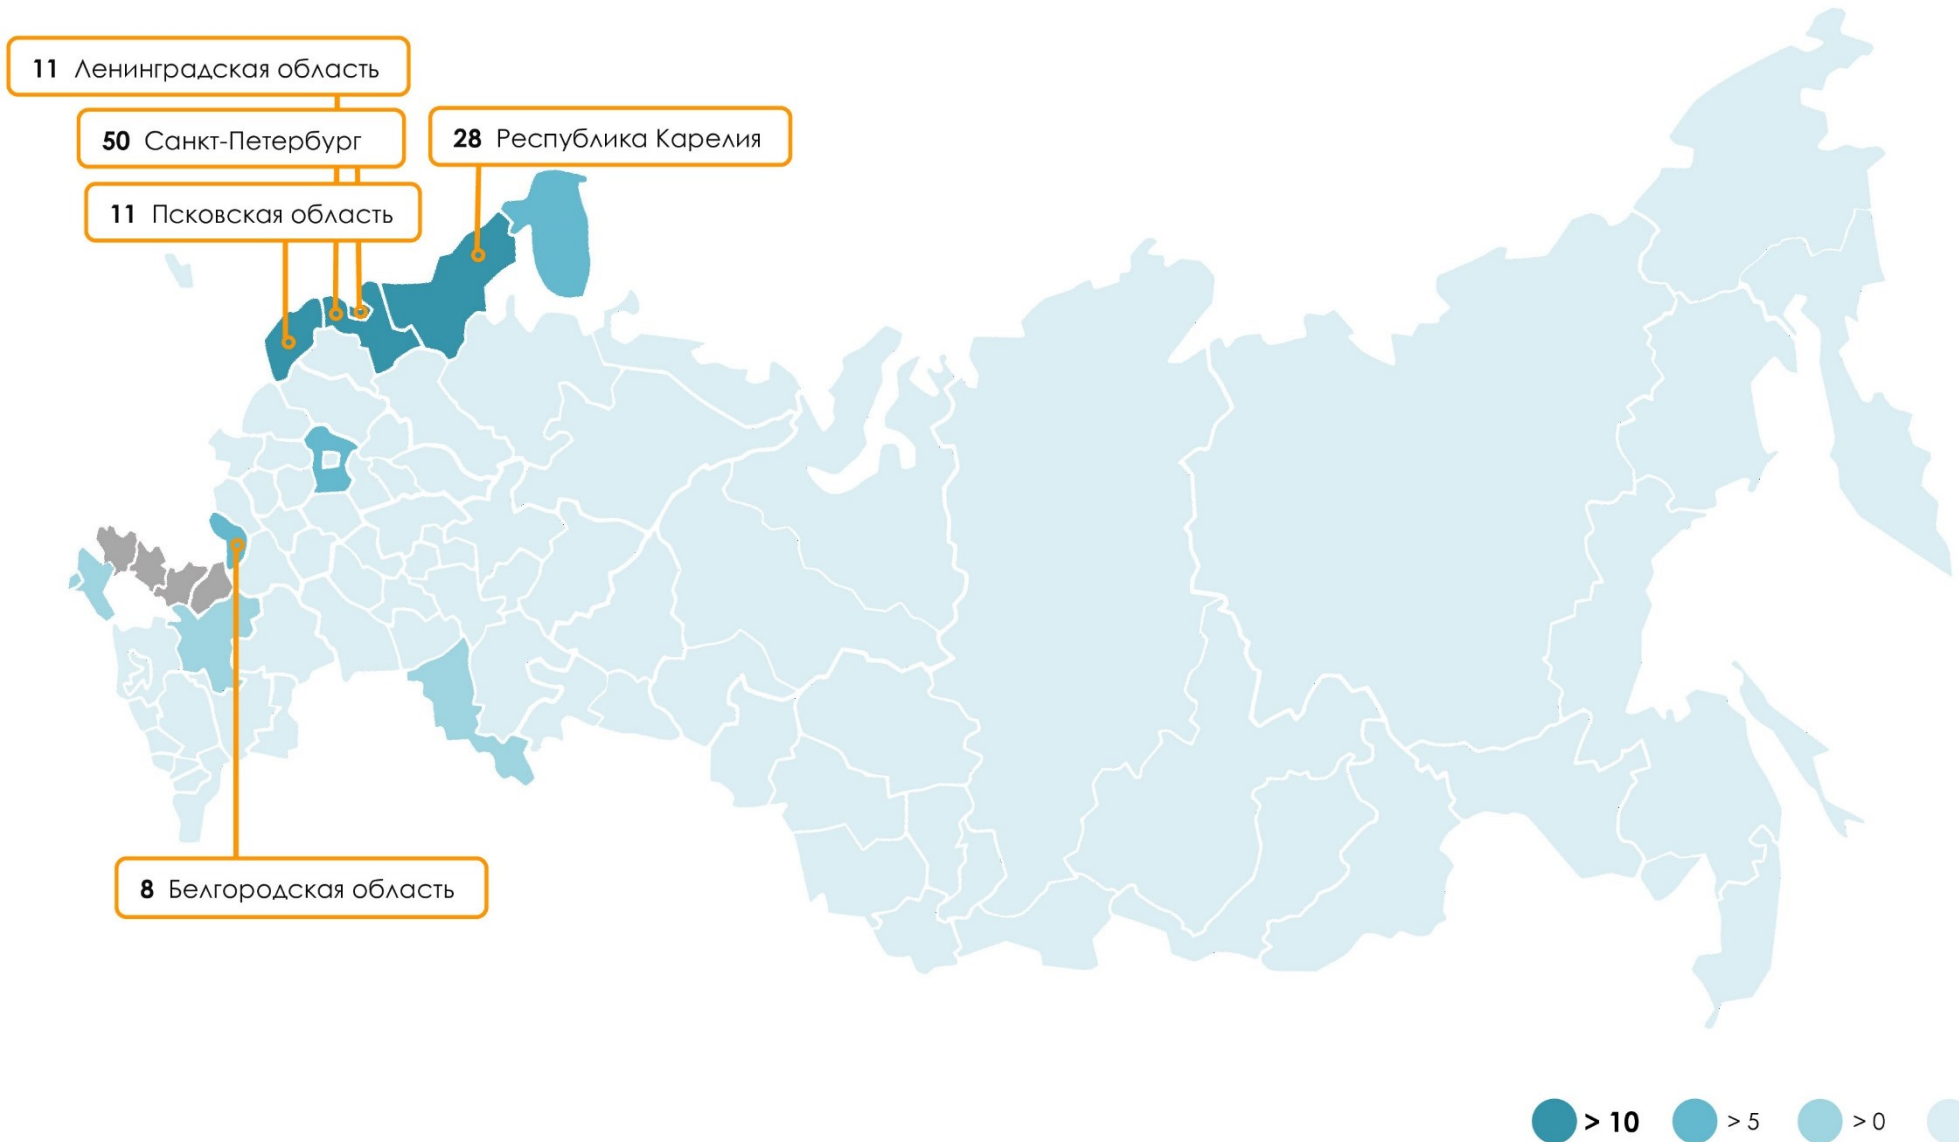 11 Ленинградская область
50 Санкт-Петербург
28 Республика Карелия
11 Псковская область
8 Белгородская область
> 10 > 5 > 0